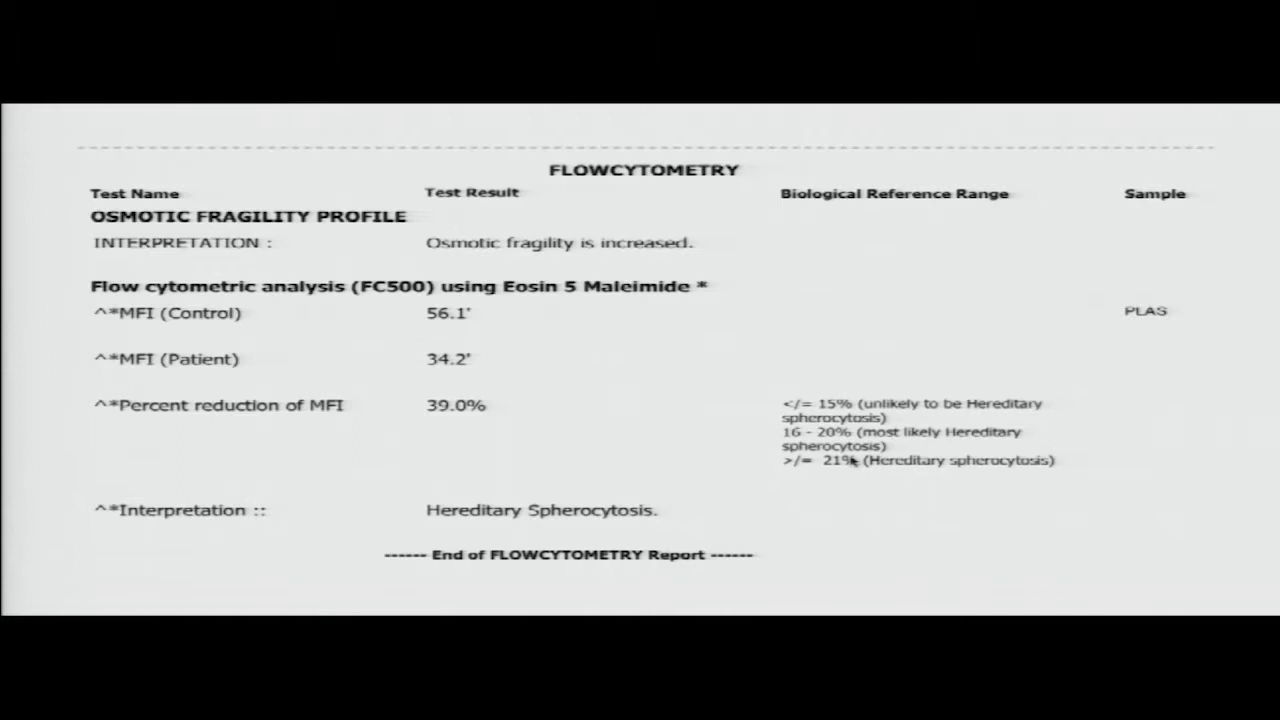 FLOWCYTOMETRY
Test Name Test Result Biological Reference Range Sample
OSMOTIC FRAGILITY PROFILE
INTERPRETATION : Osmotic fragility is increased.
Flow cytometric analysis (FC500) using Eosin 5 Maleimide *
^*MFI (Control) 56.1' PLAS
^*MFI (Patient) 34.2'
^*Percent reduction of MFI 39.0% </= 15% (unlikely to be Hereditary
spherocytosis)
16 - 20% (most likely Hereditary
spherocytosis)
>/= 21% (Hereditary spherocytosis)
^*Interpretation :: Hereditary Spherocytosis.
------ End of FLOWCYTOMETRY Report ------